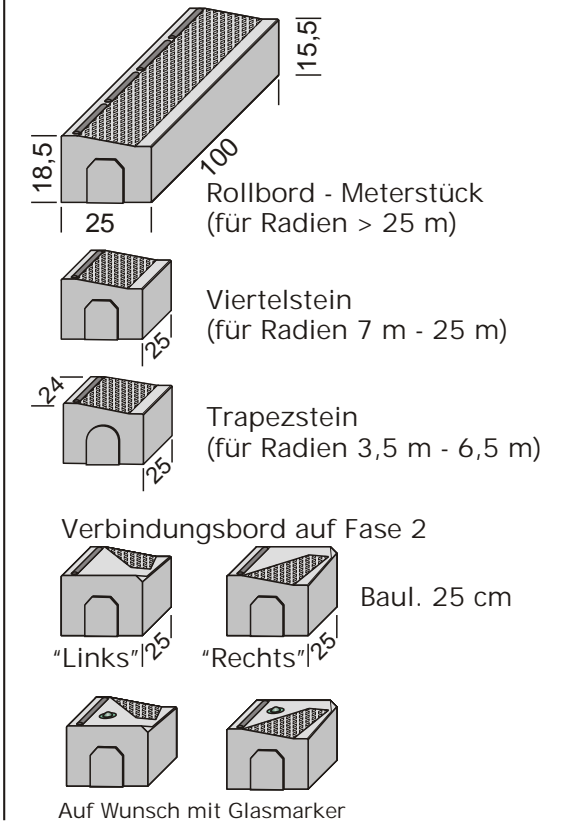 15,5
18,5
100
25
Rollbord - Meterstück
(für Radien > 25 m)
Viertelstein
(für Radien 7 m - 25 m)
25
24
Trapezstein
(für Radien 3,5 m - 6,5 m)
25
Verbindungsbord auf Fase 2
Baul. 25 cm
"Links" 25 "Rechts" 25
Auf Wunsch mit Glasmarker